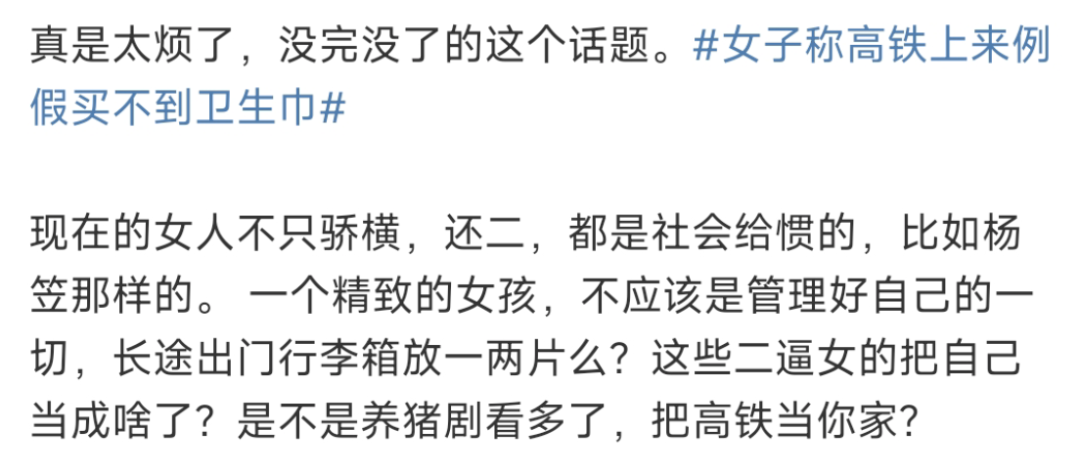 真是太烦了，没完没了的这个话题。#女子称高铁上来例
假买不到卫生巾#
现在的女人不只骄横，还二，都是社会给惯的，比如杨
笠那样的。 一个精致的女孩，不应该是管理好自己的一
切，长途出门行李箱放一两片么？这些二逼女的把自己
当成啥了？是不是养猪剧看多了，把高铁当你家？